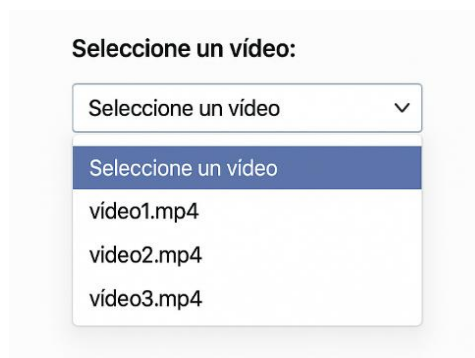 Seleccione un vídeo:
Seleccione un vídeo
Seleccione un vídeo
vídeo1.mp4
video2.mp4
vídeo3.mp4